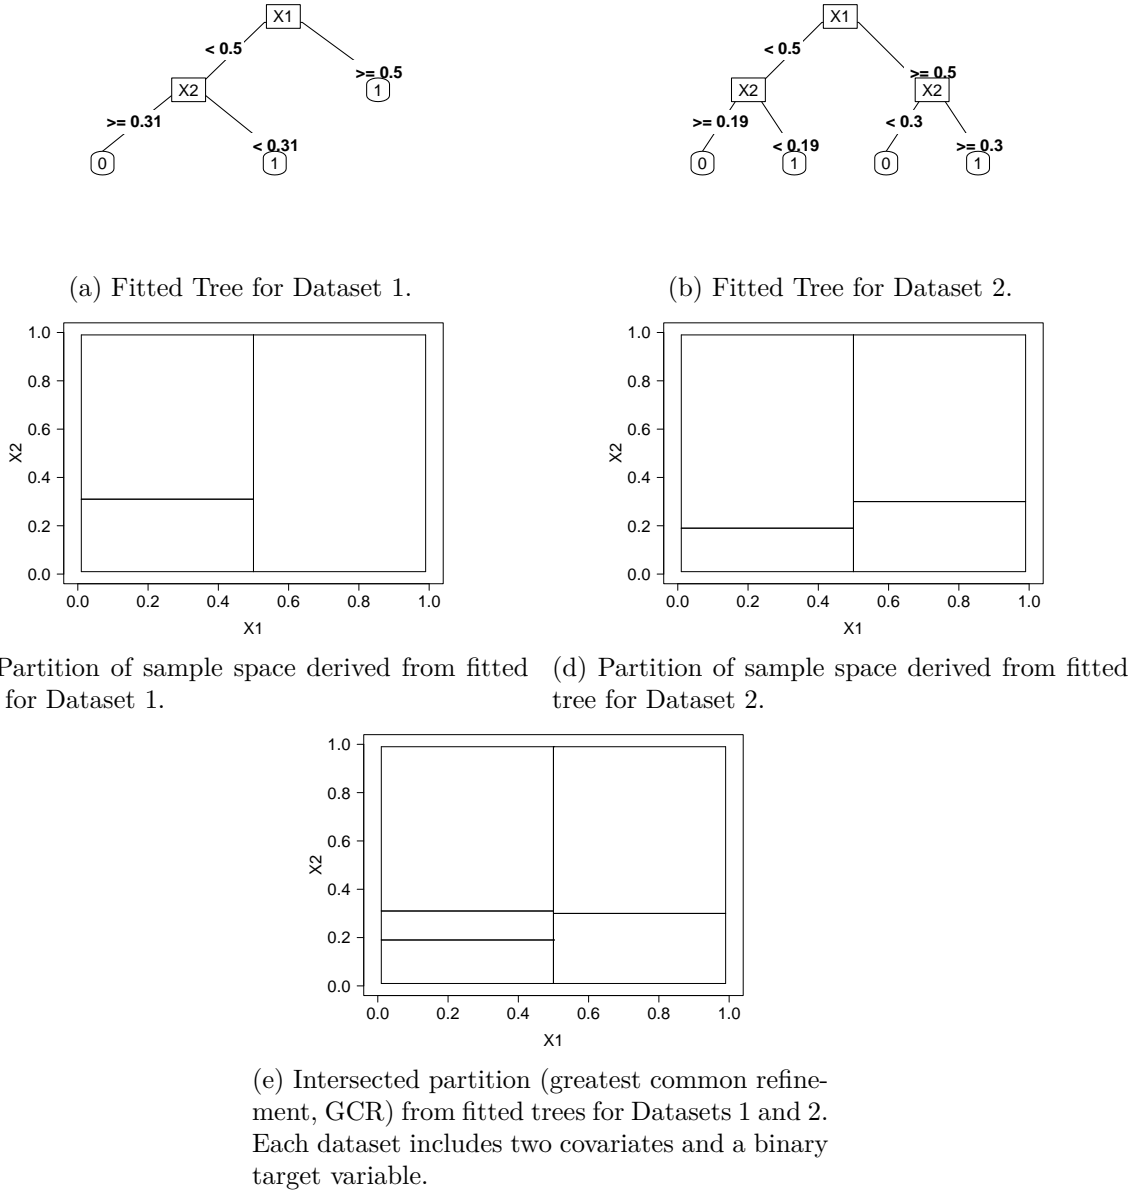 X1
< 0.5
>= 0.5
X2
1
>= 0.31
< 0.31
0
1
X1
< 0.5
>= 0.5
X2
X2
>= 0.19
< 0.19
< 0.3
>= 0.3
0
1
0
1
(a) Fitted Tree for Dataset 1.
(b) Fitted Tree for Dataset 2.
1.0
0.8
0.6
0.4
0.2
0.0
X2
0.0 0.2 0.4 0.6 0.8 1.0
X1
1.0
0.8
0.6
0.4
0.2
0.0
X2
0.0 0.2 0.4 0.6 0.8 1.0
X1
Partition of sample space derived from fitted
for Dataset 1.
(d) Partition of sample space derived from fitted
tree for Dataset 2.
1.0
0.8
0.6
0.4
0.2
0.0
X2
0.0 0.2 0.4 0.6 0.8 1.0
X1
(e) Intersected partition (greatest common refine-
ment, GCR) from fitted trees for Datasets 1 and 2.
Each dataset includes two covariates and a binary
target variable.